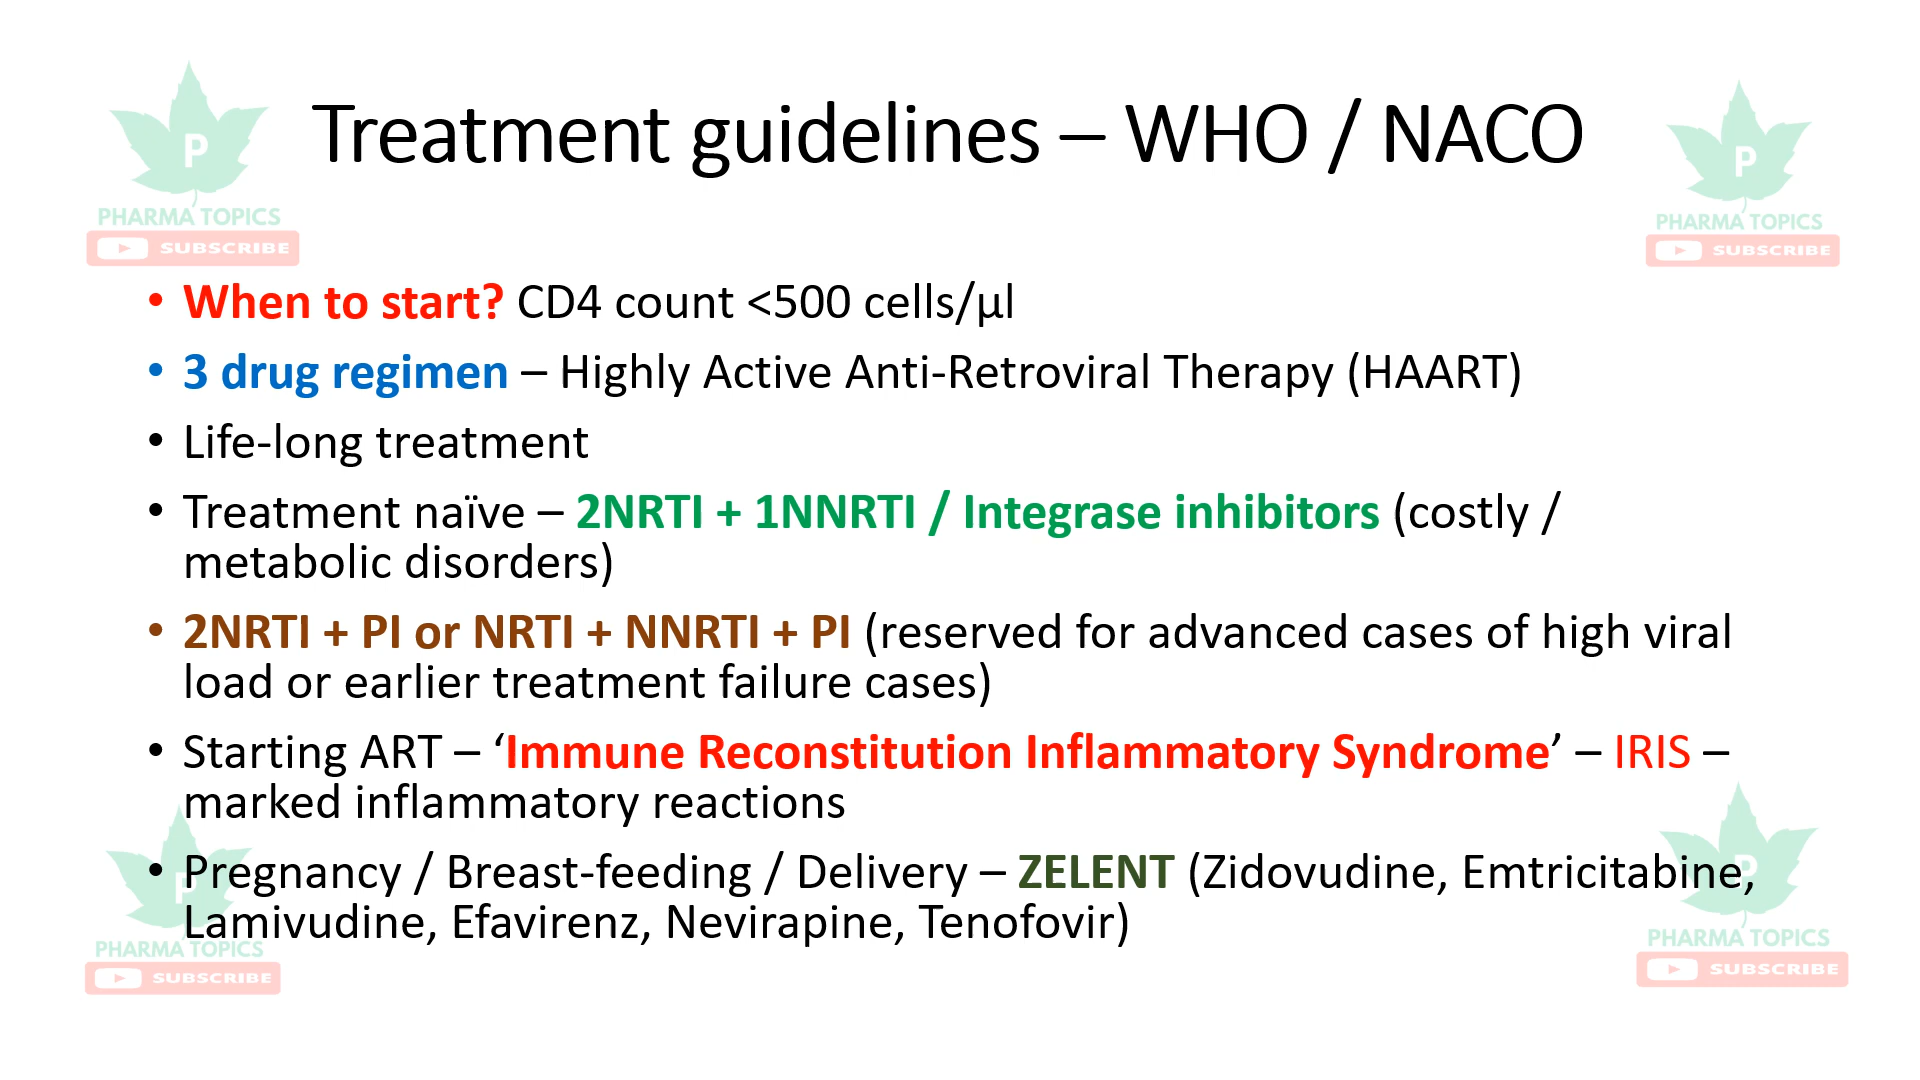 Treatment guidelines – WHO / NACO
P
PHARMA TOPICS
SUBSCRIBE
P
PHARMA TOPICS
SUBSCRIBE
• When to start? CD4 count <500 cells/µl
• 3 drug regimen – Highly Active Anti-Retroviral Therapy (HAART)
• Life-long treatment
• Treatment naïve – 2NRTI + 1NNRTI / Integrase inhibitors (costly /
metabolic disorders)
• 2NRTI + PI or NRTI + NNRTI + PI (reserved for advanced cases of high viral
load or earlier treatment failure cases)
• Starting ART – ‘Immune Reconstitution Inflammatory Syndrome’ – IRIS –
marked inflammatory reactions
• Pregnancy / Breast-feeding / Delivery – ZELENT (Zidovudine, Emtricitabine,
Lamivudine, Efavirenz, Nevirapine, Tenofovir)
P
PHARMA TOPICS
SUBSCRIBE
P
PHARMA TOPICS
SUBSCRIBE